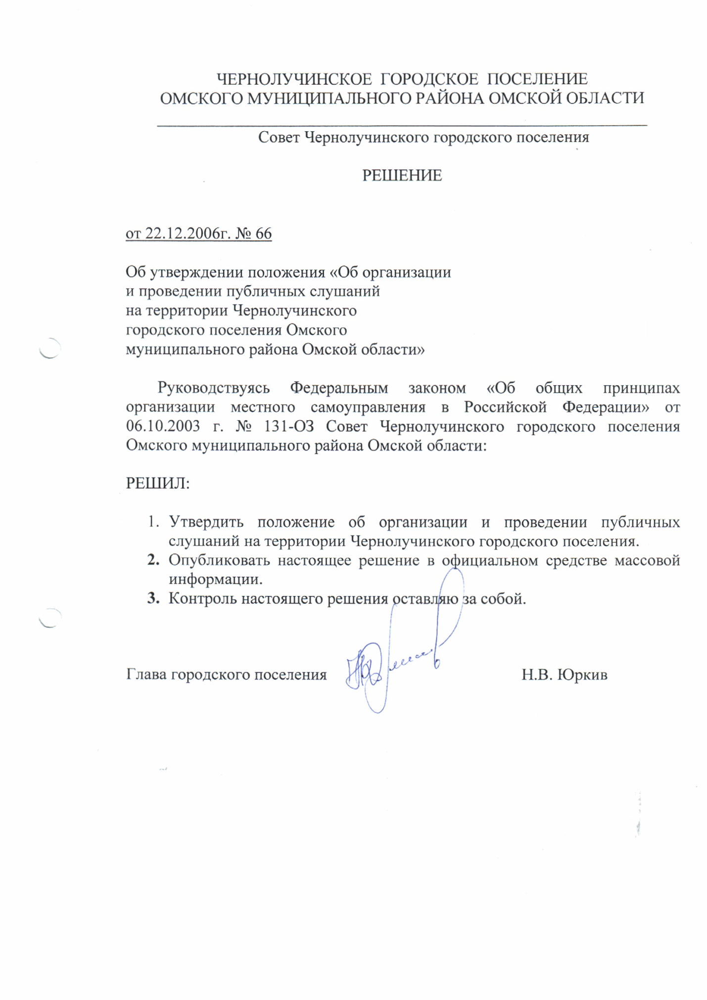 ЧЕРНОЛУЧИНСКОЕ ГОРОДСКОЕ ПОСЕЛЕНИЕ
ОМСКОГО МУНИЦИПАЛЬНОГО РАЙОНА ОМСКОЙ ОБЛАСТИ
Совет Чернолучинского городского поселения
РЕШЕНИЕ
от 22.12.2006г. № 66
Об утверждении положения «Об организации
и проведении публичных слушаний
на территории Чернолучинского
городского поселения Омского
муниципального района Омской области»
Руководствуясь Федеральным законом «Об общих принципах
организации местного самоуправления в Российской Федерации» от
06.10.2003 г. № 131-ОЗ Совет Чернолучинского городского поселения
Омского муниципального района Омской области:
РЕШИЛ:
1. Утвердить положение об организации и проведении публичных
слушаний на территории Чернолучинского городского поселения.
2. Опубликовать настоящее решение в официальном средстве массовой
информации.
3. Контроль настоящего решения оставляю за собой.
Глава городского поселения Н.В. Юркив